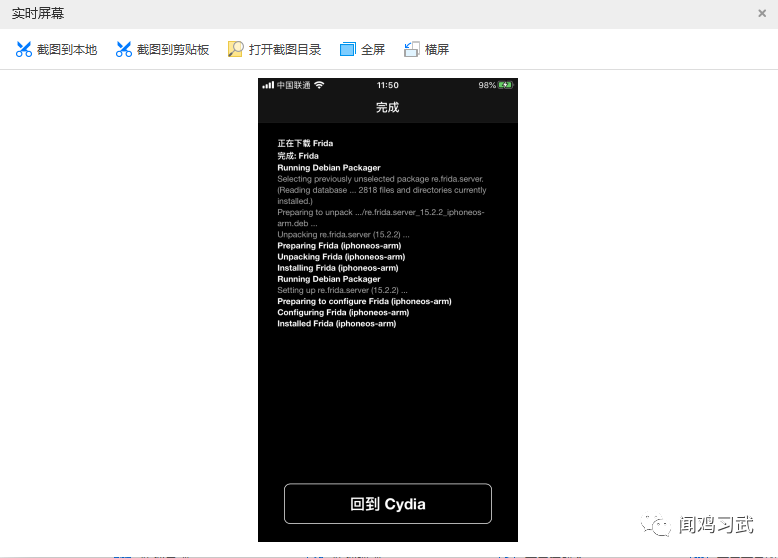 实时屏幕
×
截图到本地 截图到剪贴板 打开截图目录 全屏 横屏
中国联通 11:50 98%
完成
正在下载 Frida
完成: Frida
Running Debian Packager
Selecting previously unselected package re.frida.server.
(Reading database ... 2818 files and directories currently
installed.)
Preparing to unpack .../re.frida.server_15.2.2_iphoneos-
arm.deb ...
Unpacking re.frida.server (15.2.2) ...
Preparing Frida (iphoneos-arm)
Unpacking Frida (iphoneos-arm)
Installing Frida (iphoneos-arm)
Running Debian Packager
Setting up re.frida.server (15.2.2) ...
Preparing to configure Frida (iphoneos-arm)
Configuring Frida (iphoneos-arm)
Installed Frida (iphoneos-arm)
回到 Cydia
闻鸡习武